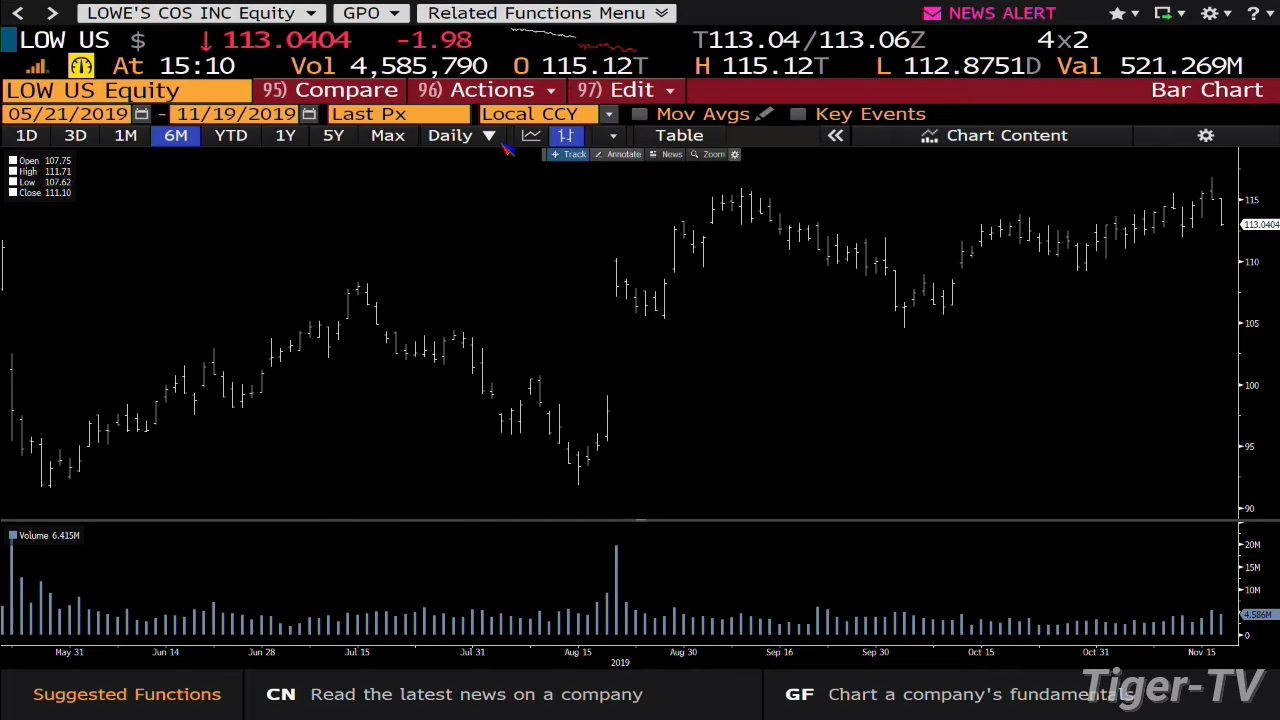 LOWE'S COS INC Equity GPO Related Functions Menu NEWS ALERT ?
LOW US $ ↓ 113.0404 -1.98 T113.04/113.06Z 4x2
At 15:10 Vol 4,585,790 O 115.12T H 115.12T L 112.8751D Val 521.269M
LOW US Equity 95) Compare 96) Actions 97) Edit Bar Chart
05/21/2019 - 11/19/2019 Last Px Local CCY Mov Avgs Key Events
1D 3D 1M 6M YTD 1Y 5Y Max Daily ▼ Table « Chart Content
Track Annotate News Zoom
Open 107.75
High 111.71
Low 107.62
Close 111.10
115
113.0404
110
105
100
95
90
Volume 6.415M
20M
15M
10M
4.586M
0
May 31 Jun 14 Jun 28 Jul 15 Jul 31 Aug 15 Aug 30 Sep 16 Sep 30 Oct 15 Oct 31 Nov 15
2019
Suggested Functions CN Read the latest news on a company GF Chart a company's fundamentals
Tiger-TV